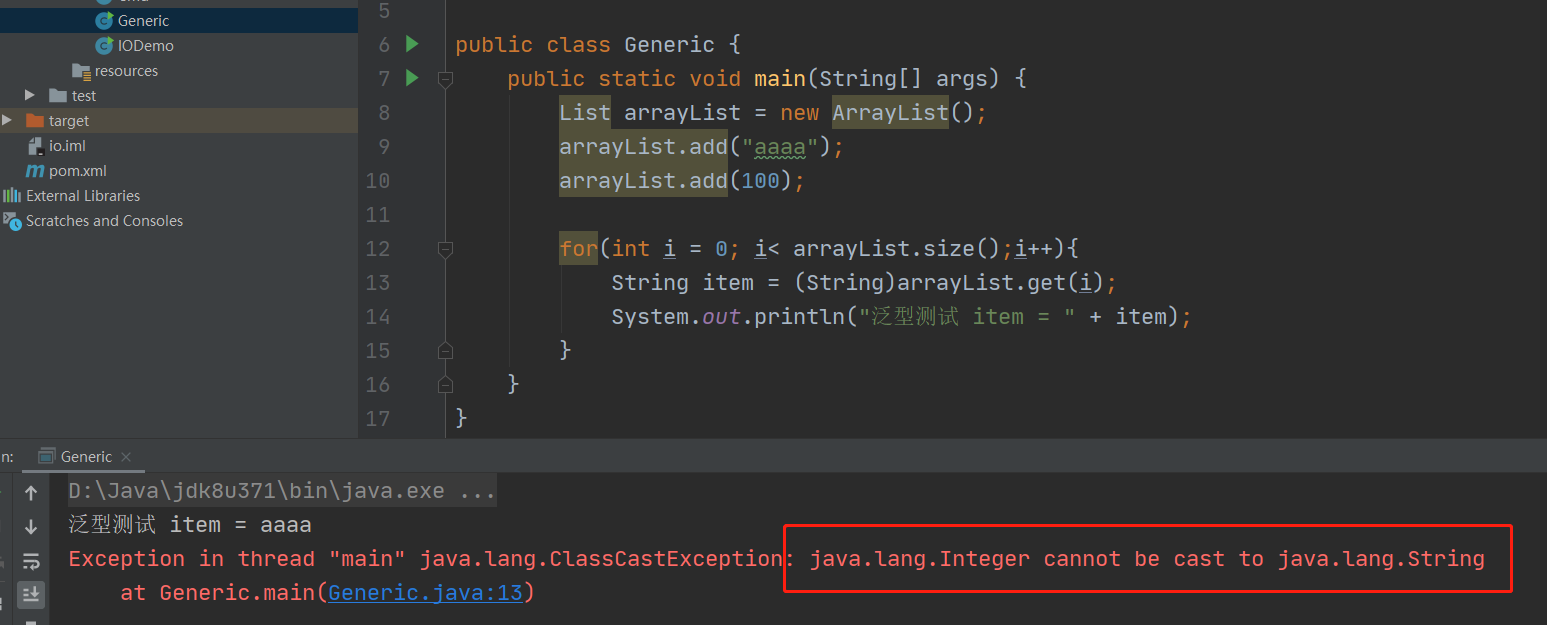 Generic
IODemo
resources
test
target
io.iml
pom.xml
External Libraries
Scratches and Consoles
5
6 public class Generic {
7 public static void main(String[] args) {
8 List arrayList = new ArrayList();
9 arrayList.add("aaaa");
10 arrayList.add(100);
11
12 for(int i = 0; i< arrayList.size();i++){
13 String item = (String)arrayList.get(i);
14 System.out.println("泛型测试 item = " + item);
15 }
16 }
17 }
n: Generic
D:\Java\jdk8u371\bin\java.exe ...
泛型测试 item = aaaa
Exception in thread "main" java.lang.ClassCastException: java.lang.Integer cannot be cast to java.lang.String
at Generic.main(Generic.java:13)